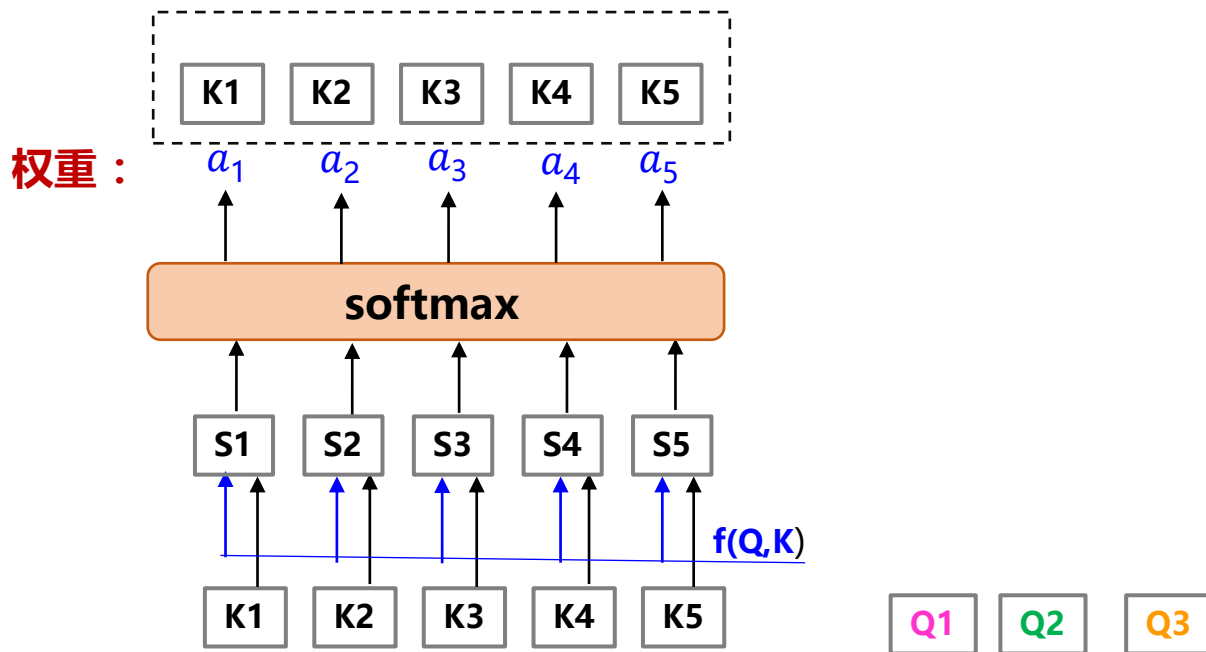 K1 K2 K3 K4 K5
权重： a1 a2 a3 a4 a5
softmax
S1 S2 S3 S4 S5
f(Q,K)
K1 K2 K3 K4 K5 Q1 Q2 Q3